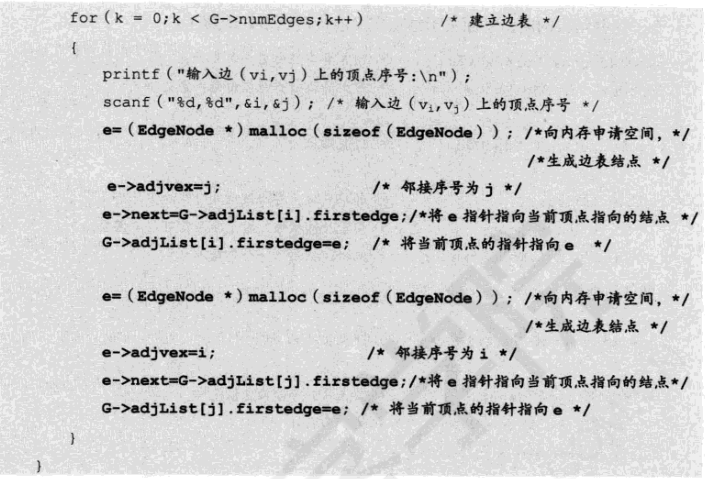 for(k = 0;k < G->numEdges;k++) /* 建立边表 */
{
printf("输入边(vi,vj)上的顶点序号:\n");
scanf("%d,%d",&i,&j); /* 输入边(vi,vj)上的顶点序号 */
e=(EdgeNode *)malloc(sizeof(EdgeNode)); /*向内存申请空间, */
/*生成边表结点 */
e->adjvex=j; /* 邻接序号为 j */
e->next=G->adjList[i].firstedge;/*将 e 指针指向当前顶点指向的结点 */
G->adjList[i].firstedge=e; /* 将当前顶点的指针指向 e */
e=(EdgeNode *)malloc(sizeof(EdgeNode)); /*向内存申请空间, */
/*生成边表结点 */
e->adjvex=i; /* 邻接序号为 i */
e->next=G->adjList[j].firstedge;/*将 e 指针指向当前顶点指向的结点*/
G->adjList[j].firstedge=e; /* 将当前顶点的指针指向 e */
}
}